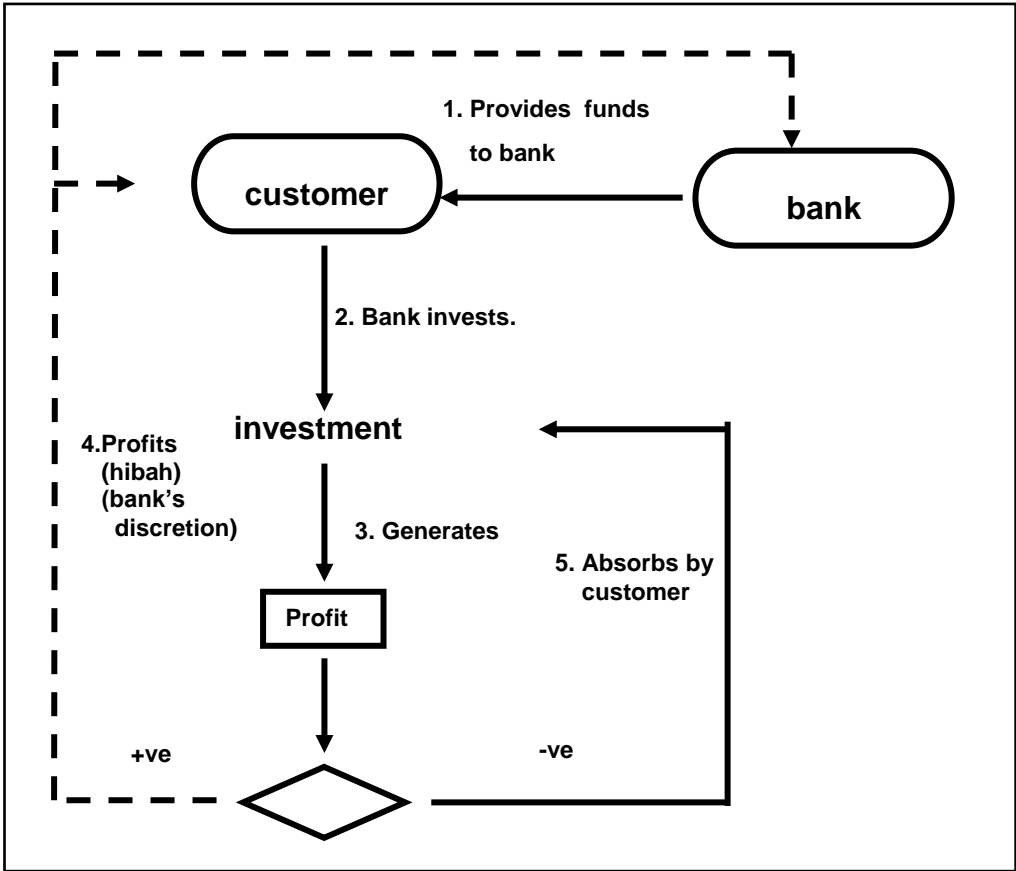 1. Provides funds
to bank
customer
bank
2. Bank invests.
investment
4.Profits
(hibah)
(bank’s
discretion)
3. Generates
5. Absorbs by
customer
Profit
+ve
-ve